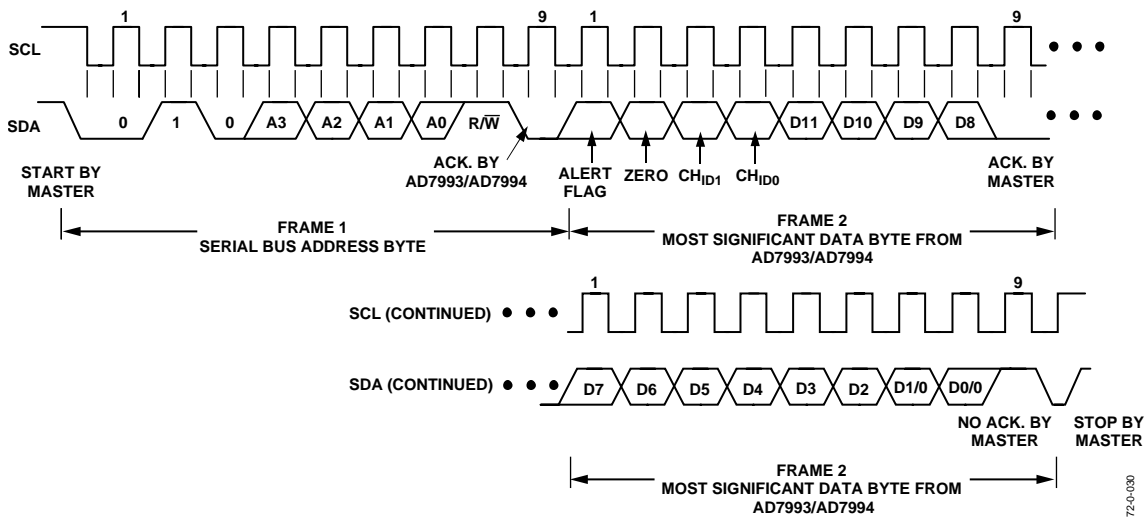 1 9 1 9
SCL
SDA 0 1 0 A3 A2 A1 A0 R/W̅ D11 D10 D9 D8
START BY
MASTER
ACK. BY
AD7993/AD7994
ALERT
FLAG
ZERO
CHID1
CHID0
ACK. BY
MASTER
FRAME 1
SERIAL BUS ADDRESS BYTE
FRAME 2
MOST SIGNIFICANT DATA BYTE FROM
AD7993/AD7994
1 9
SCL (CONTINUED)
SDA (CONTINUED) D7 D6 D5 D4 D3 D2 D1/0 D0/0
NO ACK. BY
MASTER
STOP BY
MASTER
FRAME 2
MOST SIGNIFICANT DATA BYTE FROM
AD7993/AD7994
72-0-030